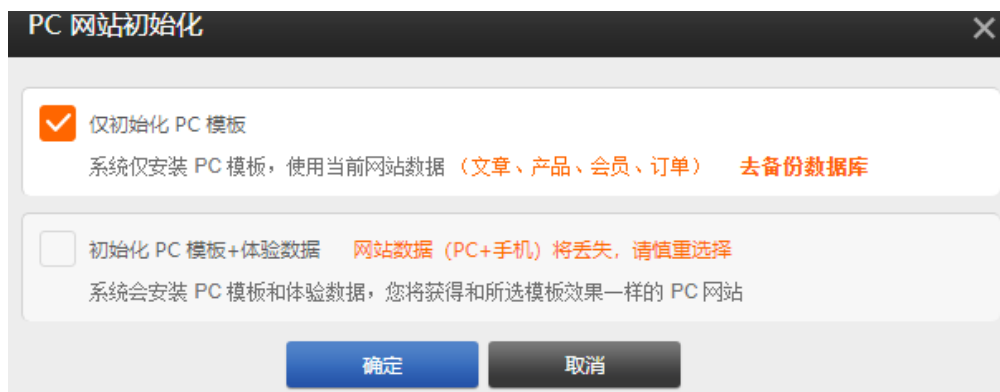 PC 网站初始化
仅初始化 PC 模板
系统仅安装 PC 模板，使用当前网站数据 （文章、产品、会员、订单） 去备份数据库
初始化 PC 模板+体验数据 网站数据（PC+手机）将丢失，请慎重选择
系统会安装 PC 模板和体验数据，您将获得和所选模板效果一样的 PC 网站
确定 取消